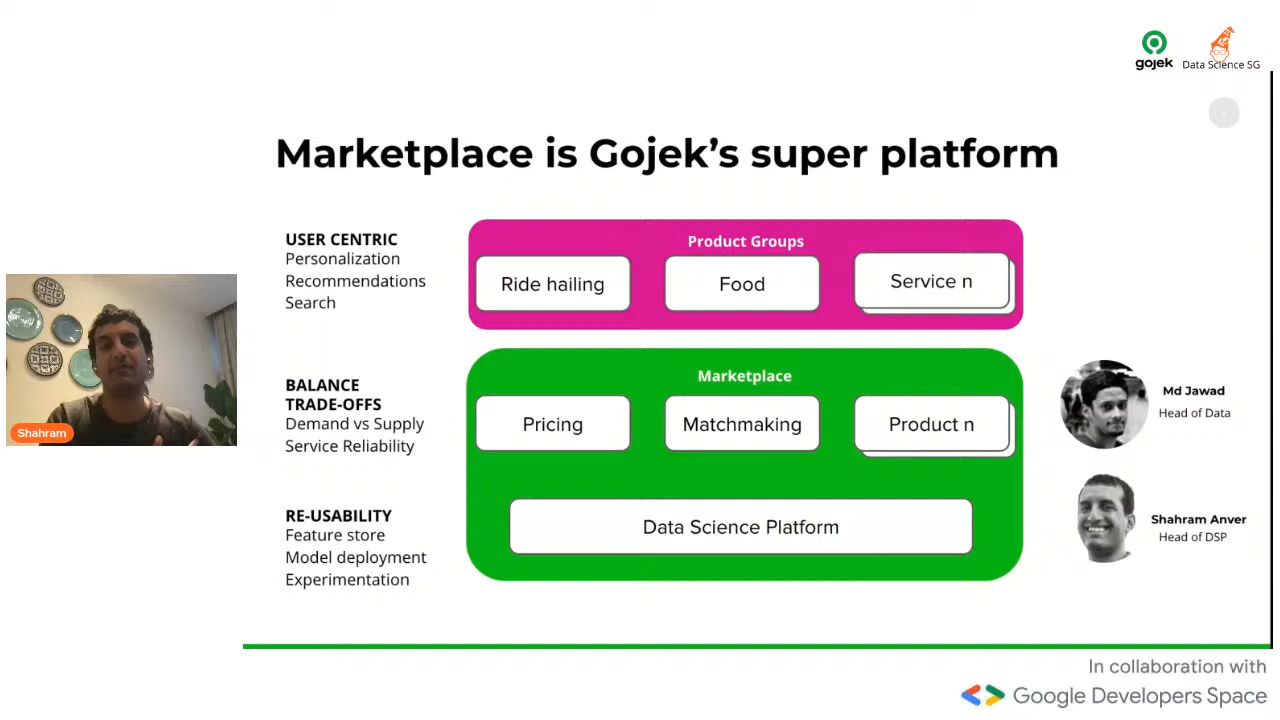 gojek
Data Science SG
Marketplace is Gojek's super platform
USER CENTRIC
Personalization
Recommendations
Search
Product Groups
Ride hailing
Food
Service n
BALANCE
TRADE-OFFS
Demand vs Supply
Service Reliability
Marketplace
Pricing
Matchmaking
Product n
Md Jawad
Head of Data
Shahram
RE-USABILITY
Feature store
Model deployment
Experimentation
Data Science Platform
Shahram Anver
Head of DSP
In collaboration with
Google Developers Space